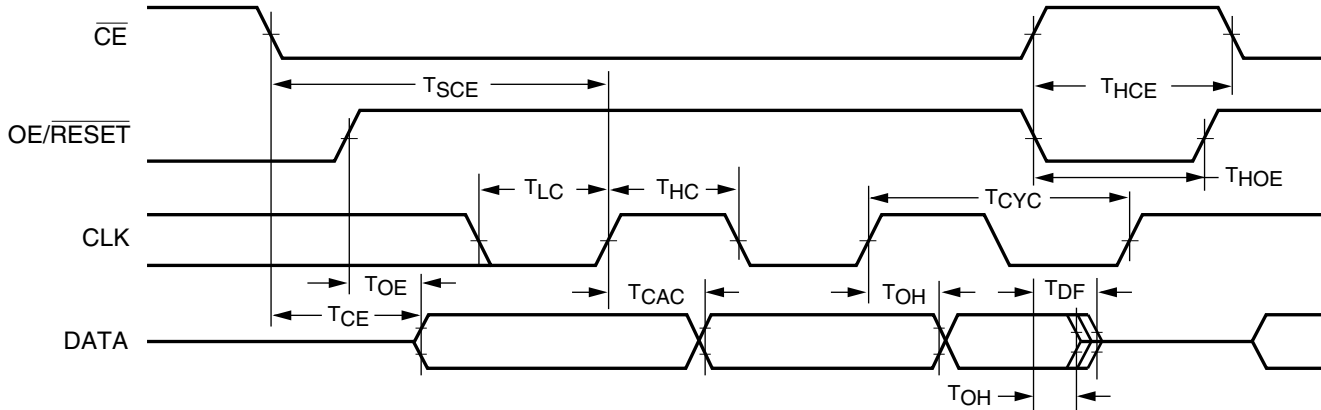 CE
TSCE
THCE
OE/RESET
TLC
THC
TCYC
THOE
CLK
TOE
TCAC
TOH
TDF
TCE
DATA
TOH